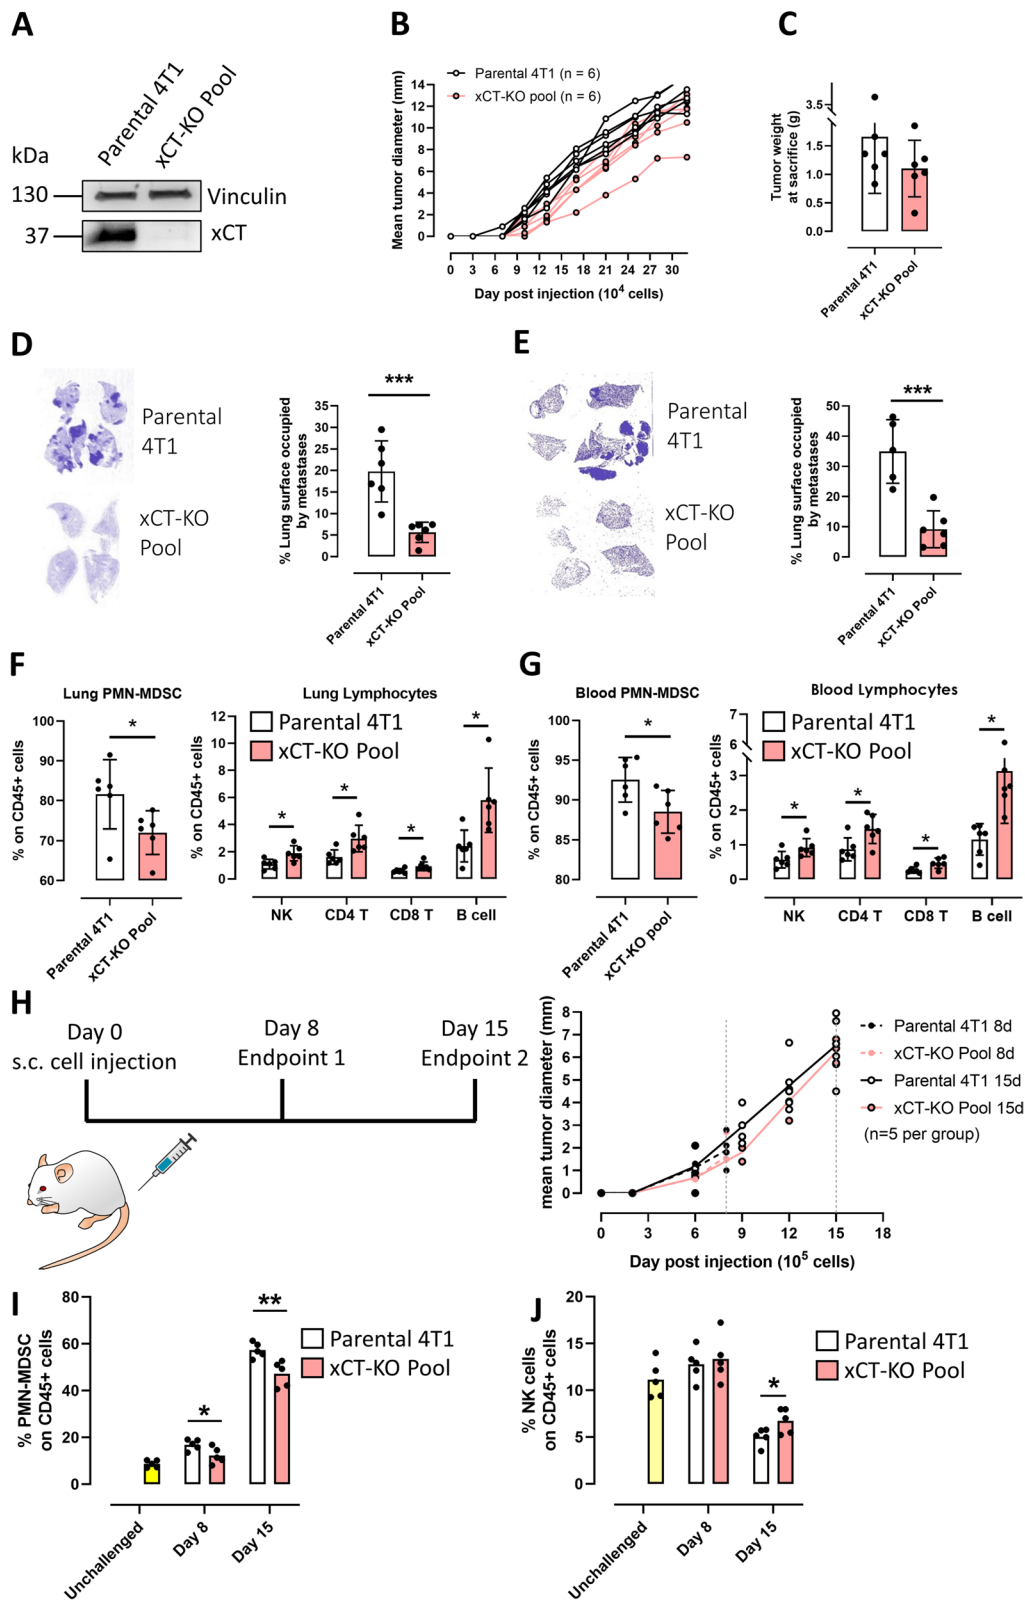 A
Parental 4T1
xCT-KO Pool
kDa
130
Vinculin
37
xCT
B
Parental 4T1 (n = 6)
xCT-KO pool (n = 6)
Mean tumor diameter (mm)
14
12
10
8
6
4
2
0
0 3 6 9 12 15 18 21 24 27 30
Day post injection (10⁴ cells)
C
Tumor weight
at sacrifice (g)
3.5
1.5
1.0
0.5
0.0
Parental 4T1
xCT-KO Pool
D
Parental
4T1
xCT-KO
Pool
***
% Lung surface occupied
by metastases
35
30
25
20
15
10
5
0
Parental 4T1
xCT-KO Pool
E
Parental
4T1
xCT-KO
Pool
***
% Lung surface occupied
by metastases
50
40
30
20
10
0
Parental 4T1
xCT-KO Pool
F
Lung PMN-MDSC
*
% on CD45+ cells
100
90
80
70
60
Parental 4T1
xCT-KO Pool
Lung Lymphocytes
Parental 4T1
xCT-KO Pool
% on CD45+ cells
12
10
8
6
4
2
0
* * * *
NK CD4 T CD8 T B cell
G
Blood PMN-MDSC
*
% on CD45+ cells
100
95
90
85
80
Parental 4T1
xCT-KO pool
Blood Lymphocytes
Parental 4T1
xCT-KO Pool
% on CD45+ cells
7
6
3
2
1
0
* * * *
NK CD4 T CD8 T B cell
H
Day 0
s.c. cell injection
Day 8
Endpoint 1
Day 15
Endpoint 2
mean tumor diameter (mm)
8
7
6
5
4
3
2
1
0
0 3 6 9 12 15 18
Day post injection (10⁵ cells)
Parental 4T1 8d
xCT-KO Pool 8d
Parental 4T1 15d
xCT-KO Pool 15d
(n=5 per group)
I
% PMN-MDSC
on CD45+ cells
80
60
40
20
0
*
**
Parental 4T1
xCT-KO Pool
Unchallenged
Day 8
Day 15
J
% NK cells
on CD45+ cells
20
15
10
5
0
*
Parental 4T1
xCT-KO Pool
Unchallenged
Day 8
Day 15